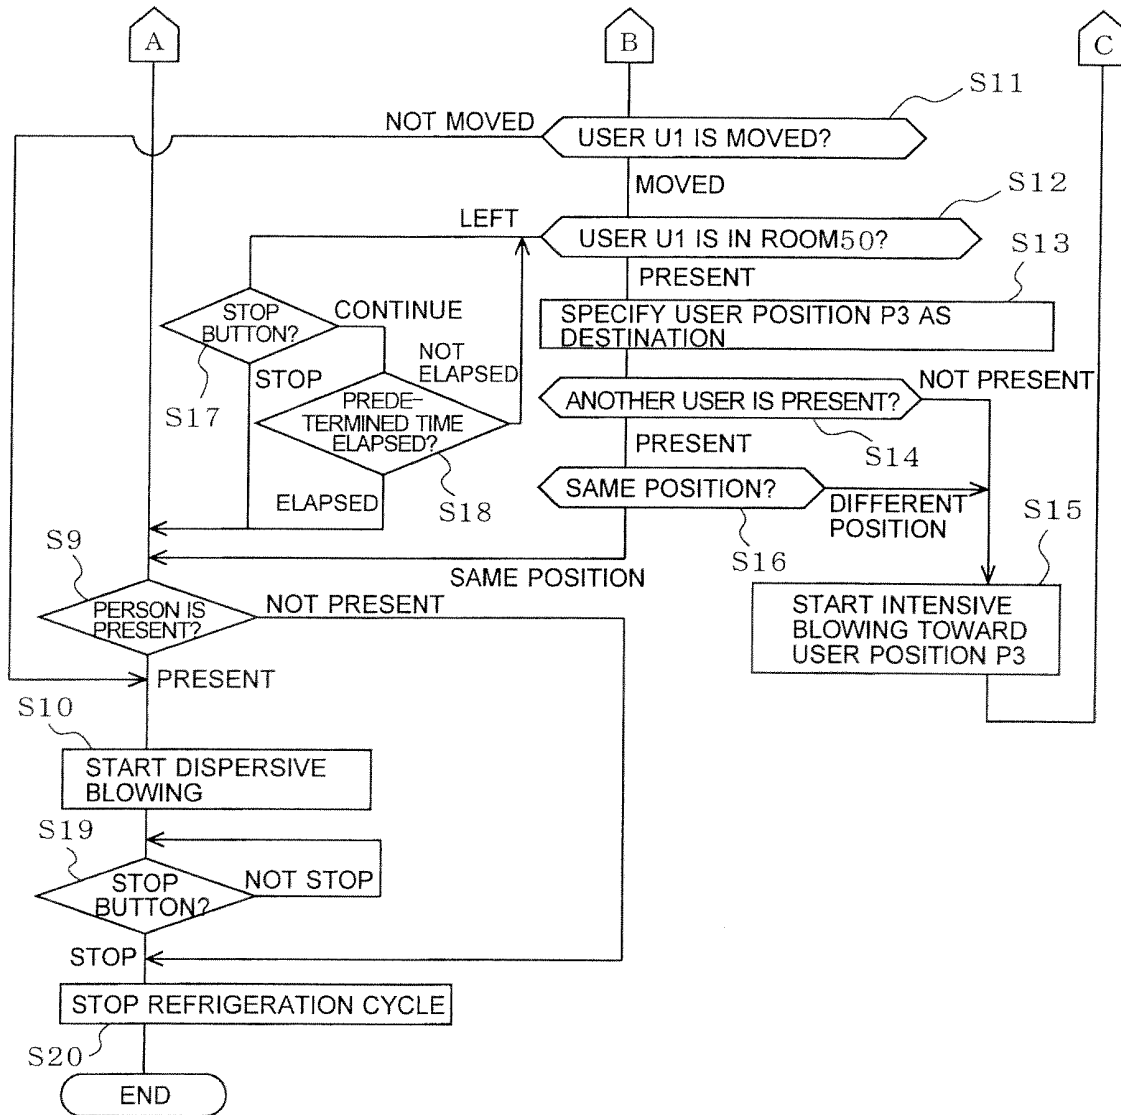 A
B
C
S11
NOT MOVED
USER U1 IS MOVED?
MOVED
S12
LEFT
USER U1 IS IN ROOM50?
S13
PRESENT
STOP
BUTTON?
CONTINUE
SPECIFY USER POSITION P3 AS
DESTINATION
NOT
ELAPSED
STOP
S17
NOT PRESENT
PREDE-
TERMINED TIME
ELAPSED?
ANOTHER USER IS PRESENT?
PRESENT
S14
ELAPSED
S18
SAME POSITION?
DIFFERENT
POSITION
S15
S9
S16
SAME POSITION
PERSON IS
PRESENT?
NOT PRESENT
START INTENSIVE
BLOWING TOWARD
USER POSITION P3
PRESENT
S10
START DISPERSIVE
BLOWING
S19
STOP
BUTTON?
NOT STOP
STOP
STOP REFRIGERATION CYCLE
S20
END